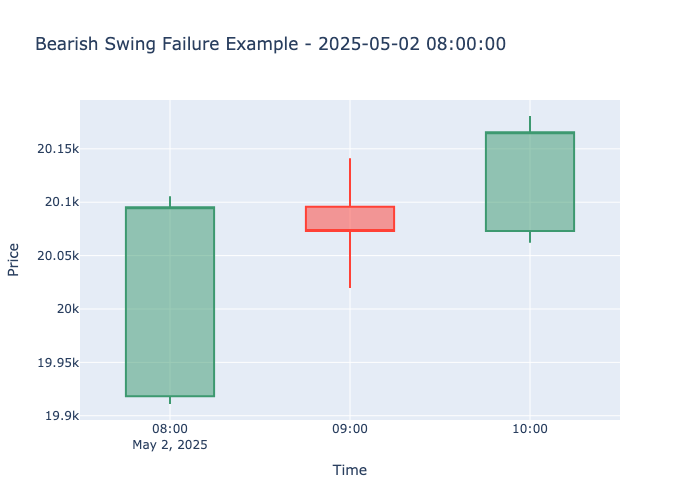 Bearish Swing Failure Example - 2025-05-02 08:00:00
Price
20.15k
20.1k
20.05k
20k
19.95k
19.9k
08:00
May 2, 2025
09:00
10:00
Time